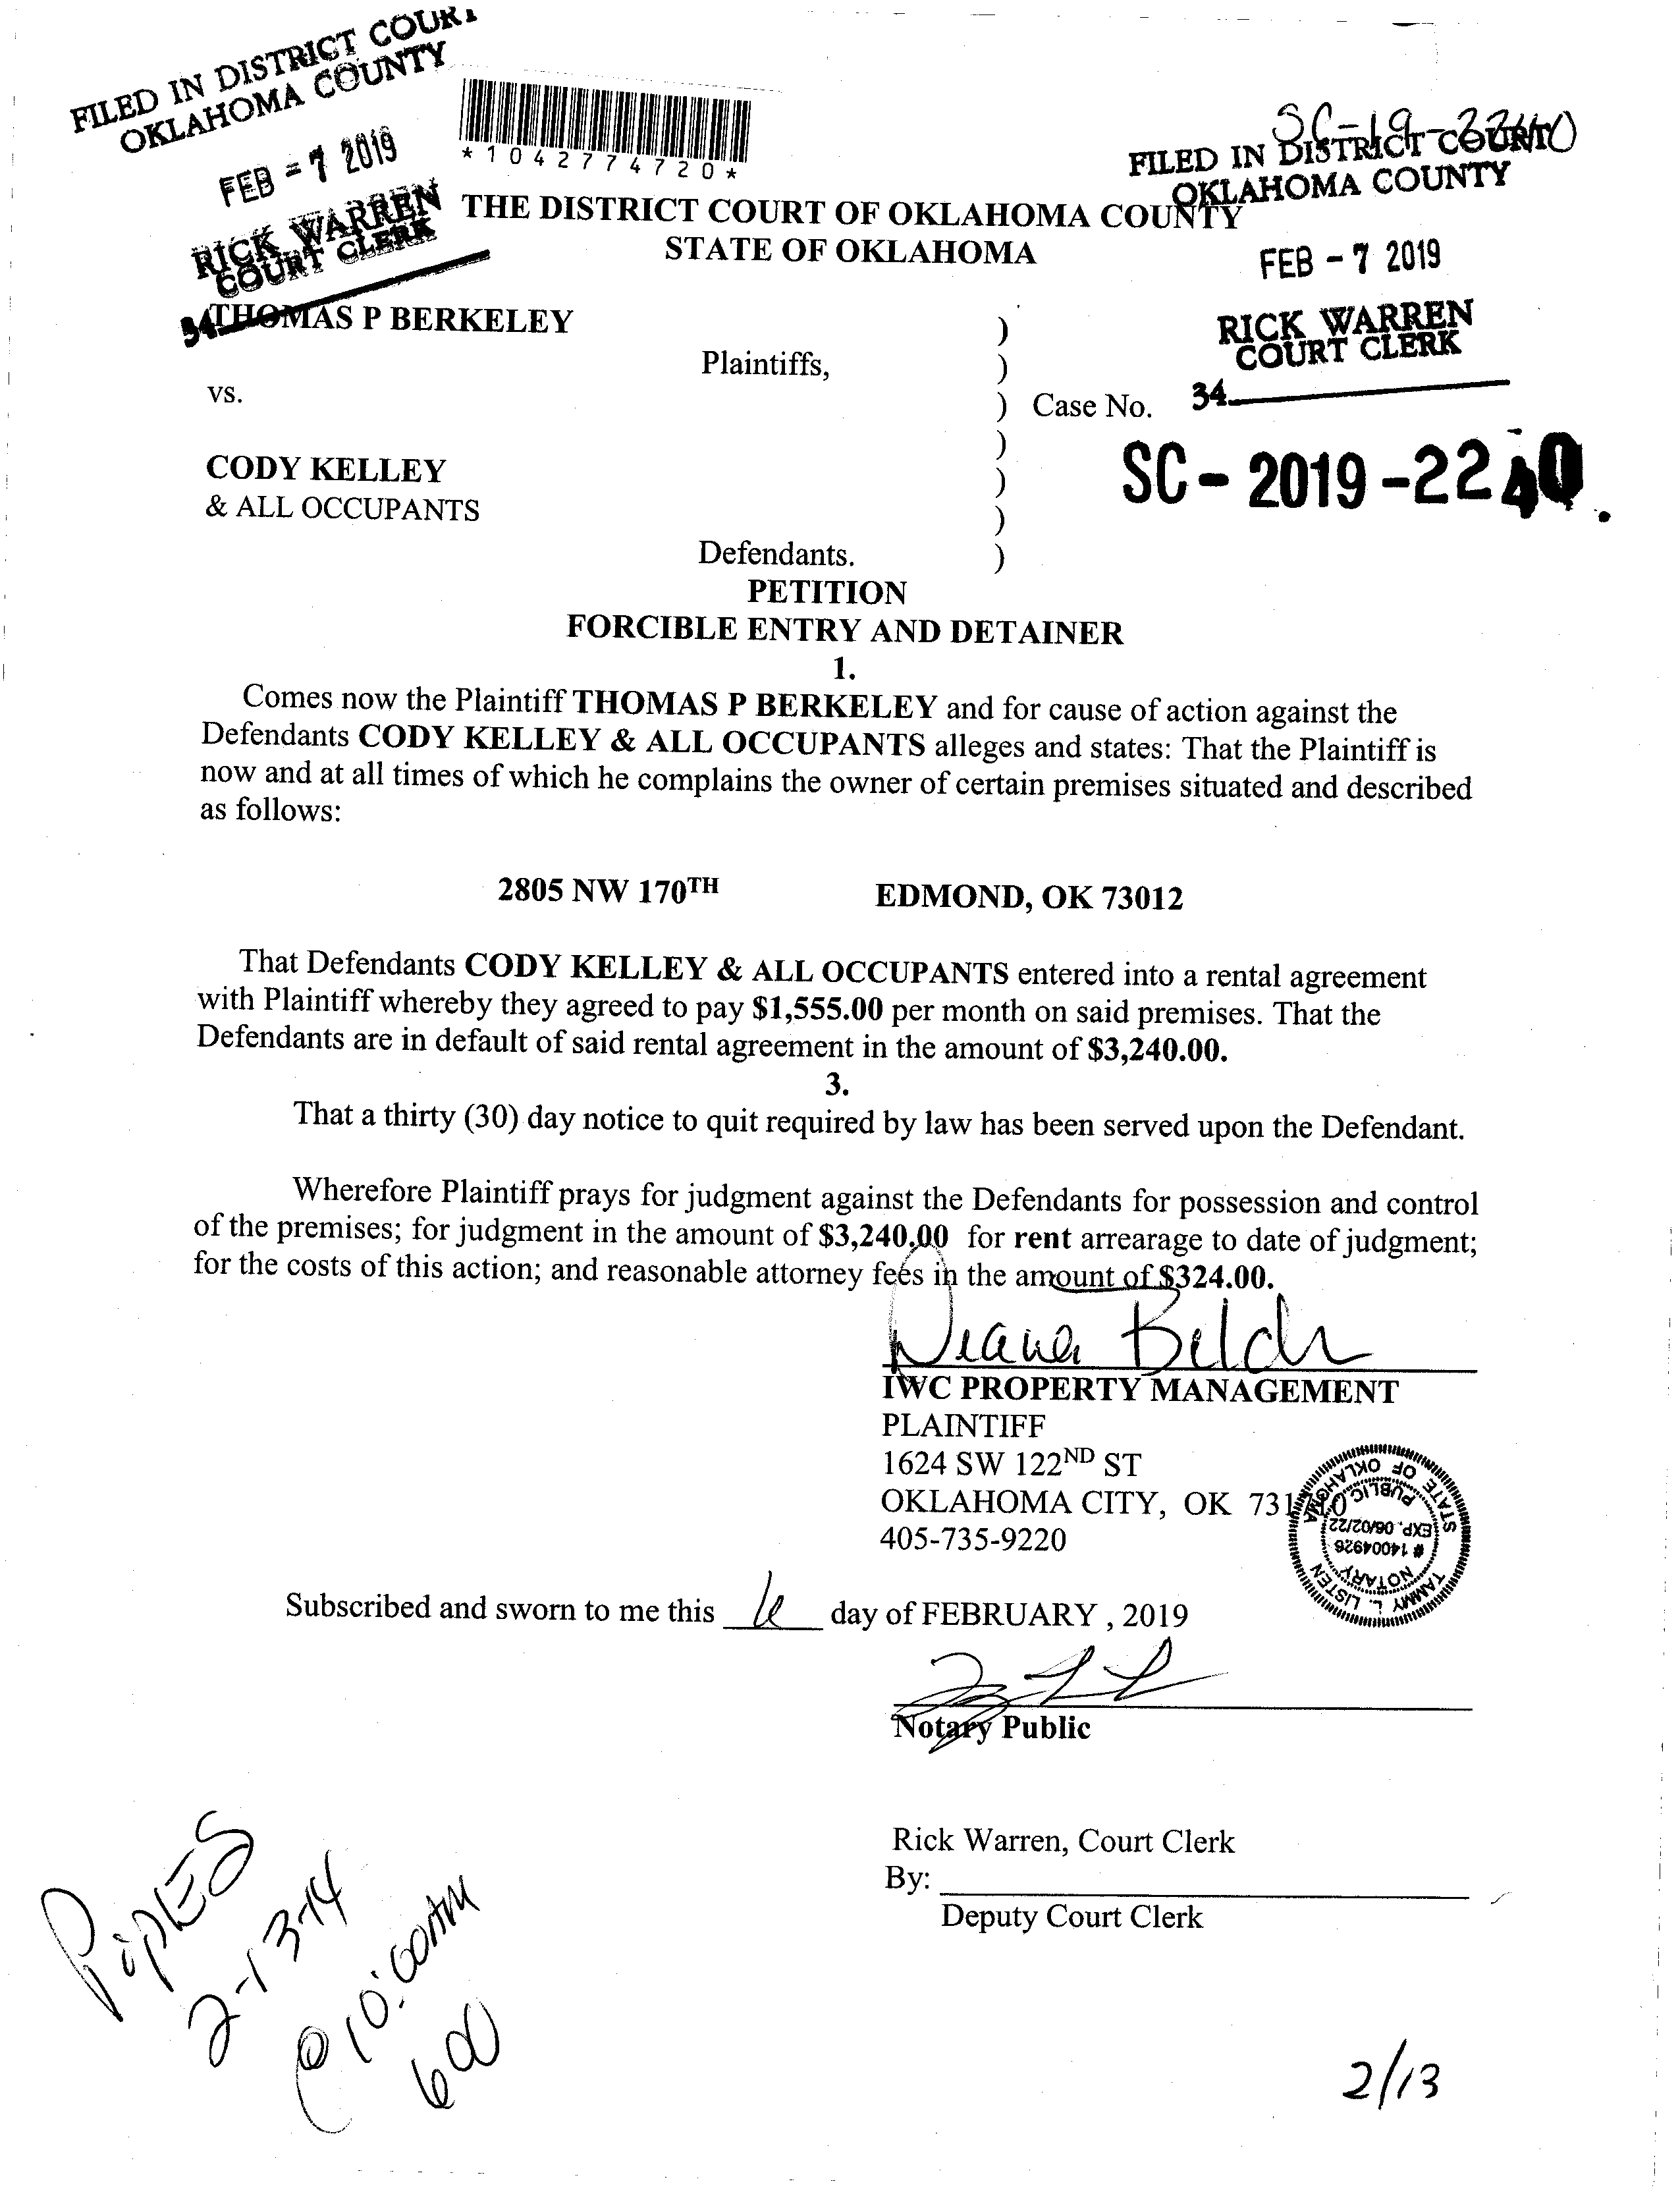 FILED IN DISTRICT COURT
OKLAHOMA COUNTY
FEB - 7 2019
RICK WARREN
COURT CLERK
34
*1042774720*
SC-19-2240
FILED IN DISTRICT COURT
OKLAHOMA COUNTY
FEB - 7 2019
RICK WARREN
COURT CLERK
34
THE DISTRICT COURT OF OKLAHOMA COUNTY
STATE OF OKLAHOMA
THOMAS P BERKELEY )
Plaintiffs, )
vs. ) Case No.
)
SC - 2019 - 2240.
CODY KELLEY )
& ALL OCCUPANTS )
Defendants. )
PETITION
FORCIBLE ENTRY AND DETAINER
1.
Comes now the Plaintiff THOMAS P BERKELEY and for cause of action against the
Defendants CODY KELLEY & ALL OCCUPANTS alleges and states: That the Plaintiff is
now and at all times of which he complains the owner of certain premises situated and described
as follows:
2805 NW 170TH EDMOND, OK 73012
That Defendants CODY KELLEY & ALL OCCUPANTS entered into a rental agreement
with Plaintiff whereby they agreed to pay $1,555.00 per month on said premises. That the
Defendants are in default of said rental agreement in the amount of $3,240.00.
3.
That a thirty (30) day notice to quit required by law has been served upon the Defendant.
Wherefore Plaintiff prays for judgment against the Defendants for possession and control
of the premises; for judgment in the amount of $3,240.00 for rent arrearage to date of judgment;
for the costs of this action; and reasonable attorney fees in the amount of $324.00.
IWC PROPERTY MANAGEMENT
PLAINTIFF
1624 SW 122ND ST
OKLAHOMA CITY, OK 73170
405-735-9220
TAMMY L. LISTEN
NOTARY
# 14004926
EXP. 06/02/22
PUBLIC
STATE OF OKLAHOMA
Subscribed and sworn to me this 6 day of FEBRUARY , 2019
Notary Public
Rick Warren, Court Clerk
By:
Deputy Court Clerk
PipES
2-13-14
@10:00AM
600
2/13